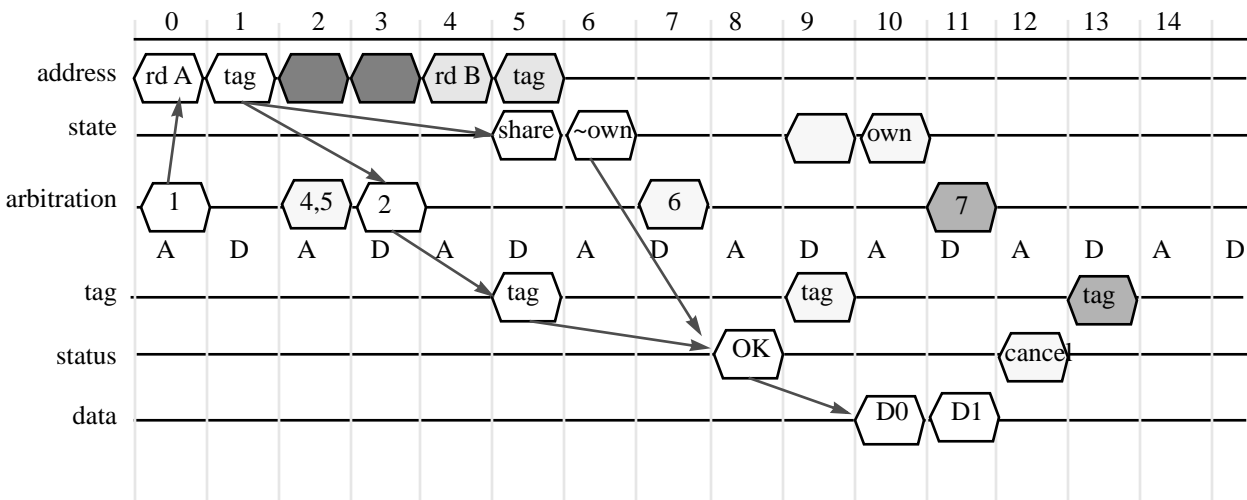 0 1 2 3 4 5 6 7 8 9 10 11 12 13 14
address rd A tag rd B tag
state share ~own own
arbitration 1 4,5 2 6 7
A D A D A D A D A D A D A D A D
tag tag tag tag
status OK cancel
data D0 D1